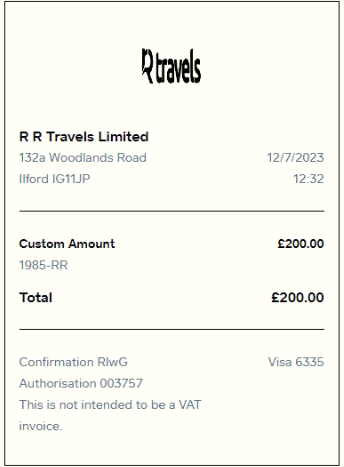 R travels
R R Travels Limited
132a Woodlands Road 12/7/2023
Ilford IG11JP 12:32
Custom Amount £200.00
1985-RR
Total £200.00
Confirmation RlwG Visa 6335
Authorisation 003757
This is not intended to be a VAT
invoice.